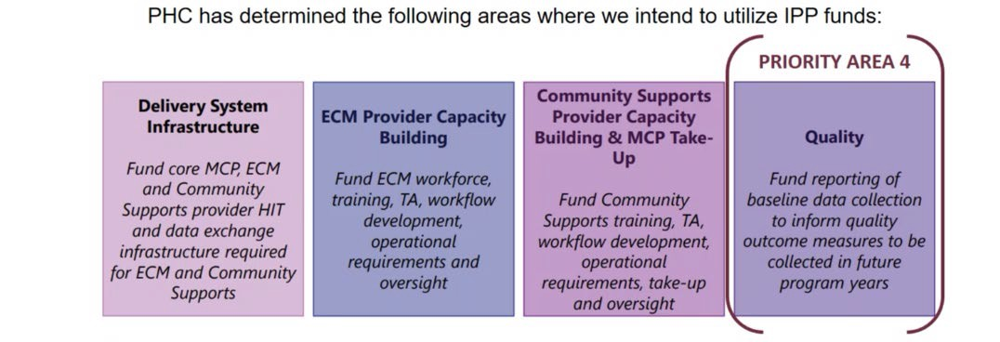 PHC has determined the following areas where we intend to utilize IPP funds:
PRIORITY AREA 4
Delivery System
Infrastructure
Fund core MCP, ECM
and Community
Supports provider HIT
and data exchange
infrastructure required
for ECM and Community
Supports
ECM Provider Capacity
Building
Fund ECM workforce,
training, TA, workflow
development,
operational
requirements and
oversight
Community Supports
Provider Capacity
Building & MCP Take-
Up
Fund Community
Supports training, TA,
workflow development,
operational
requirements, take-up
and oversight
Quality
Fund reporting of
baseline data collection
to inform quality
outcome measures to be
collected in future
program years